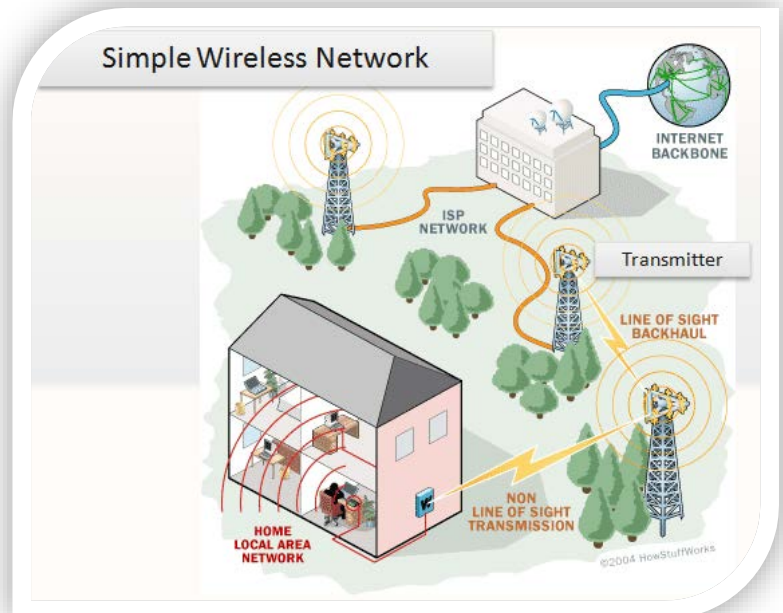 Simple Wireless Network
INTERNET
BACKBONE
ISP
NETWORK
Transmitter
LINE OF SIGHT
BACKHAUL
NON
LINE OF SIGHT
TRANSMISSION
HOME
LOCAL AREA
NETWORK
©2004 HowStuffWorks